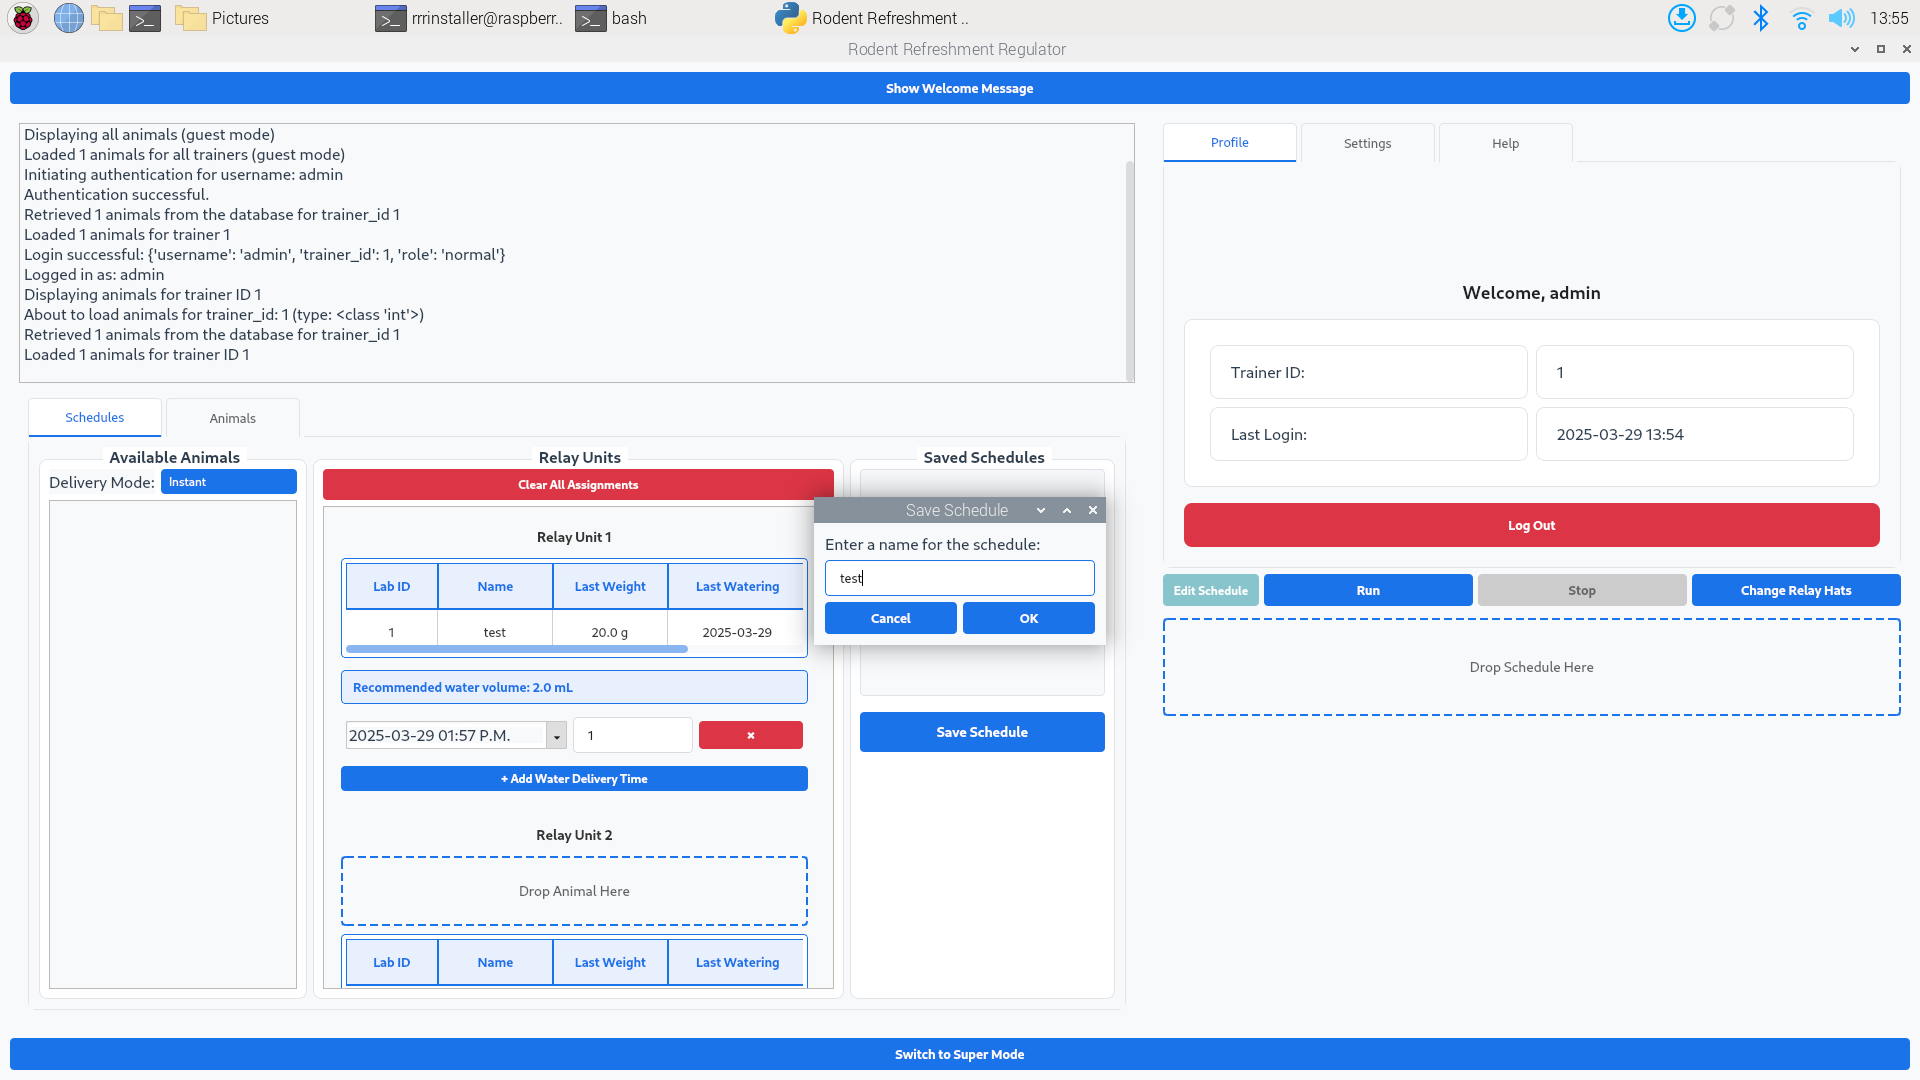 Pictures
rrrinstaller@raspberr..
bash
Rodent Refreshment ..
13:55
Rodent Refreshment Regulator
Show Welcome Message
Displaying all animals (guest mode)
Loaded 1 animals for all trainers (guest mode)
Initiating authentication for username: admin
Authentication successful.
Retrieved 1 animals from the database for trainer_id 1
Loaded 1 animals for trainer 1
Login successful: {'username': 'admin', 'trainer_id': 1, 'role': 'normal'}
Logged in as: admin
Displaying animals for trainer ID 1
About to load animals for trainer_id: 1 (type: <class 'int'>)
Retrieved 1 animals from the database for trainer_id 1
Loaded 1 animals for trainer ID 1
Profile
Settings
Help
Welcome, admin
Trainer ID:
1
Last Login:
2025-03-29 13:54
Log Out
Edit Schedule
Run
Stop
Change Relay Hats
Drop Schedule Here
Schedules
Animals
Available Animals
Delivery Mode:
Instant
Relay Units
Clear All Assignments
Relay Unit 1
Lab ID
Name
Last Weight
Last Watering
1
test
20.0 g
2025-03-29
Recommended water volume: 2.0 mL
2025-03-29 01:57 P.M.
1
+ Add Water Delivery Time
Relay Unit 2
Drop Animal Here
Lab ID
Name
Last Weight
Last Watering
Saved Schedules
Save Schedule
Enter a name for the schedule:
test
Cancel
OK
Save Schedule
Switch to Super Mode